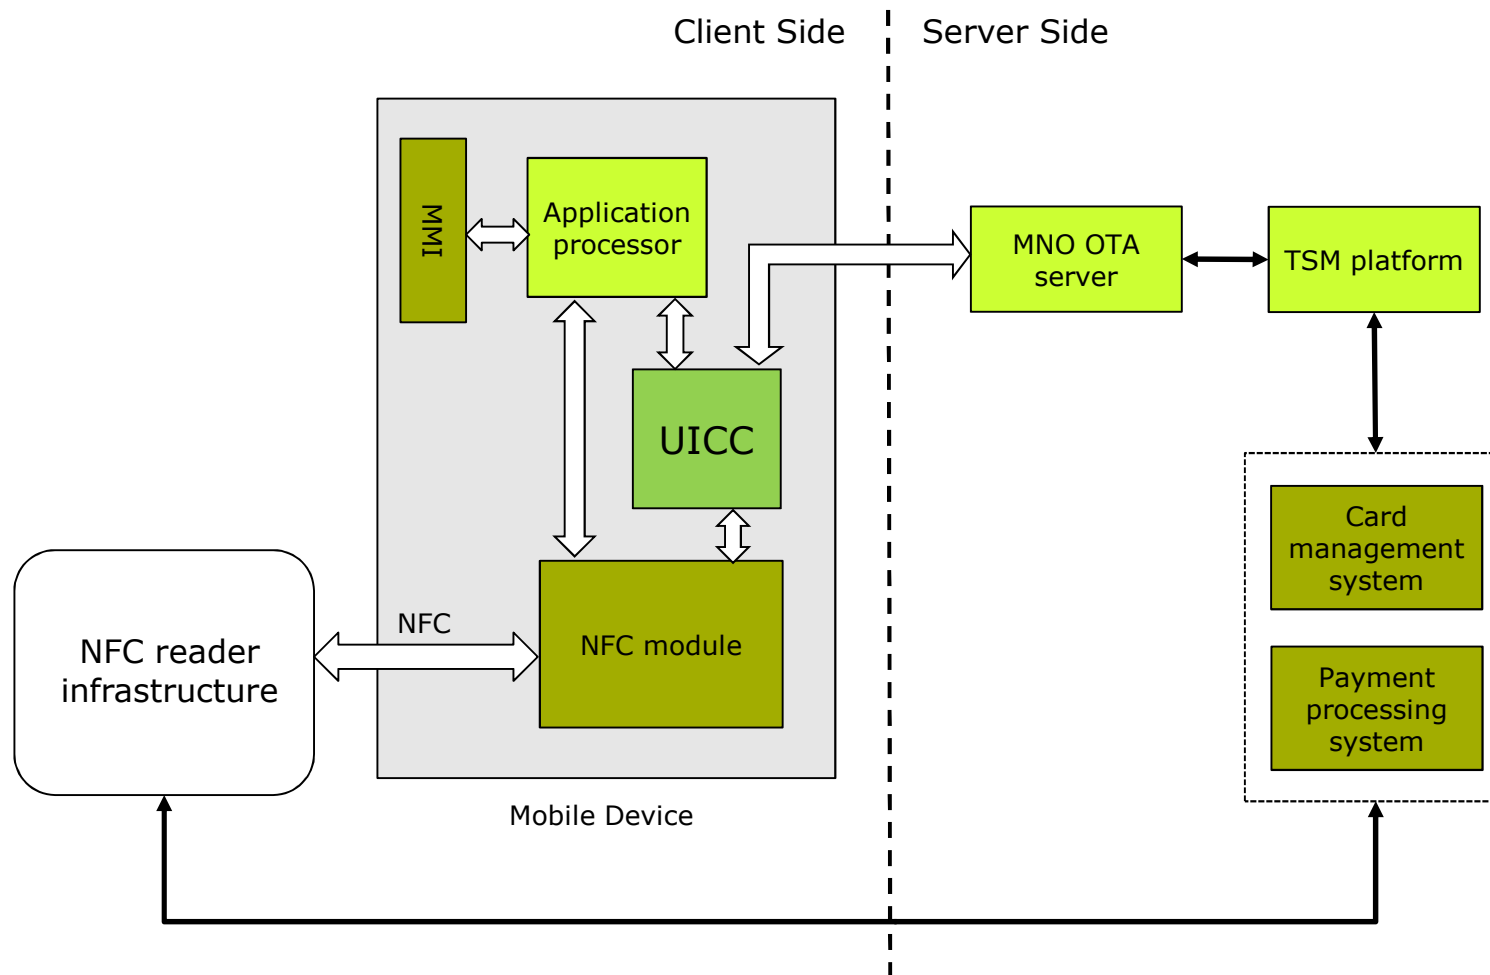 Client Side
Server Side
MMI
Application
processor
MNO OTA
server
TSM platform
UICC
Card
management
system
NFC
NFC reader
infrastructure
NFC module
Payment
processing
system
Mobile Device